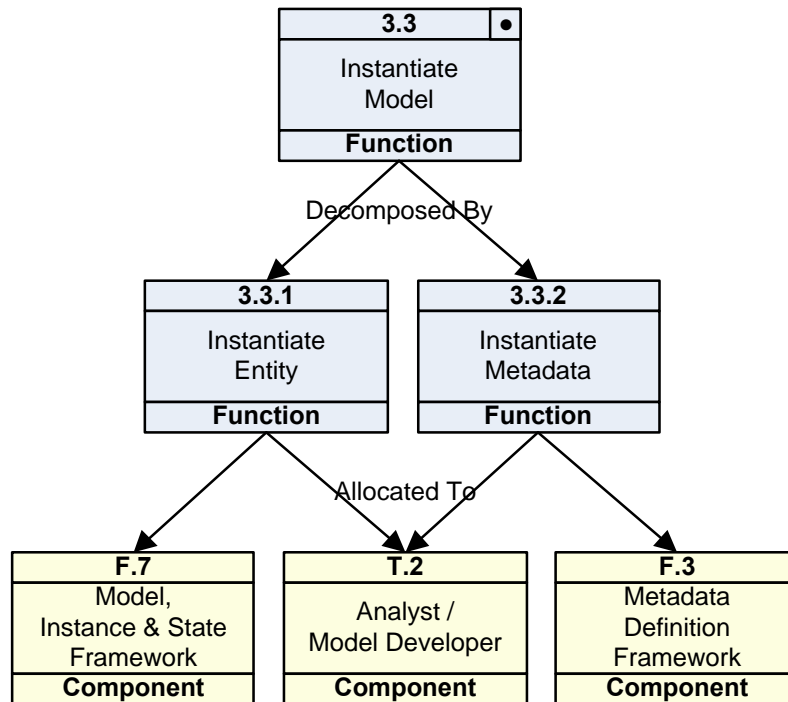 3.3
Instantiate
Model
Function
Decomposed By
3.3.1
Instantiate
Entity
Function
3.3.2
Instantiate
Metadata
Function
Allocated To
F.7
Model,
Instance & State
Framework
Component
T.2
Analyst /
Model Developer
Component
F.3
Metadata
Definition
Framework
Component